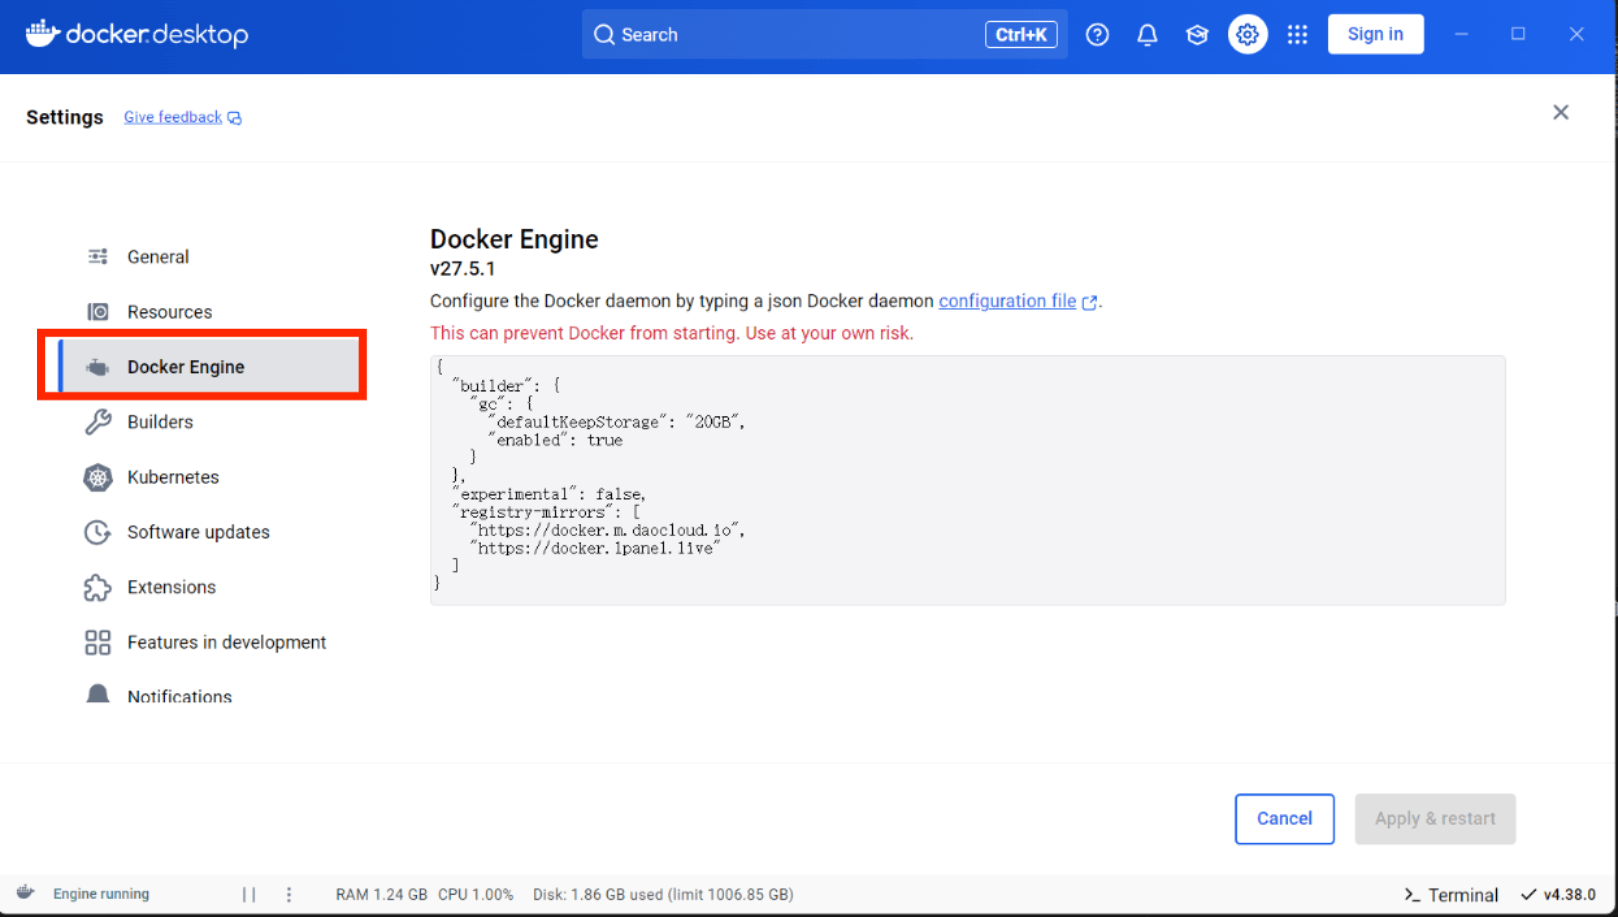 docker.desktop
Search
Ctrl+K
Sign in
Settings
Give feedback
General
Resources
Docker Engine
Builders
Kubernetes
Software updates
Extensions
Features in development
Notifications
Docker Engine
v27.5.1
Configure the Docker daemon by typing a json Docker daemon configuration file.
This can prevent Docker from starting. Use at your own risk.
{
  "builder": {
    "gc": {
      "defaultKeepStorage": "20GB",
      "enabled": true
    }
  },
  "experimental": false,
  "registry-mirrors": [
    "https://docker.m.daocloud.io",
    "https://docker.1panel.live"
  ]
}
Cancel
Apply & restart
Engine running
RAM 1.24 GB CPU 1.00% Disk: 1.86 GB used (limit 1006.85 GB)
Terminal
v4.38.0